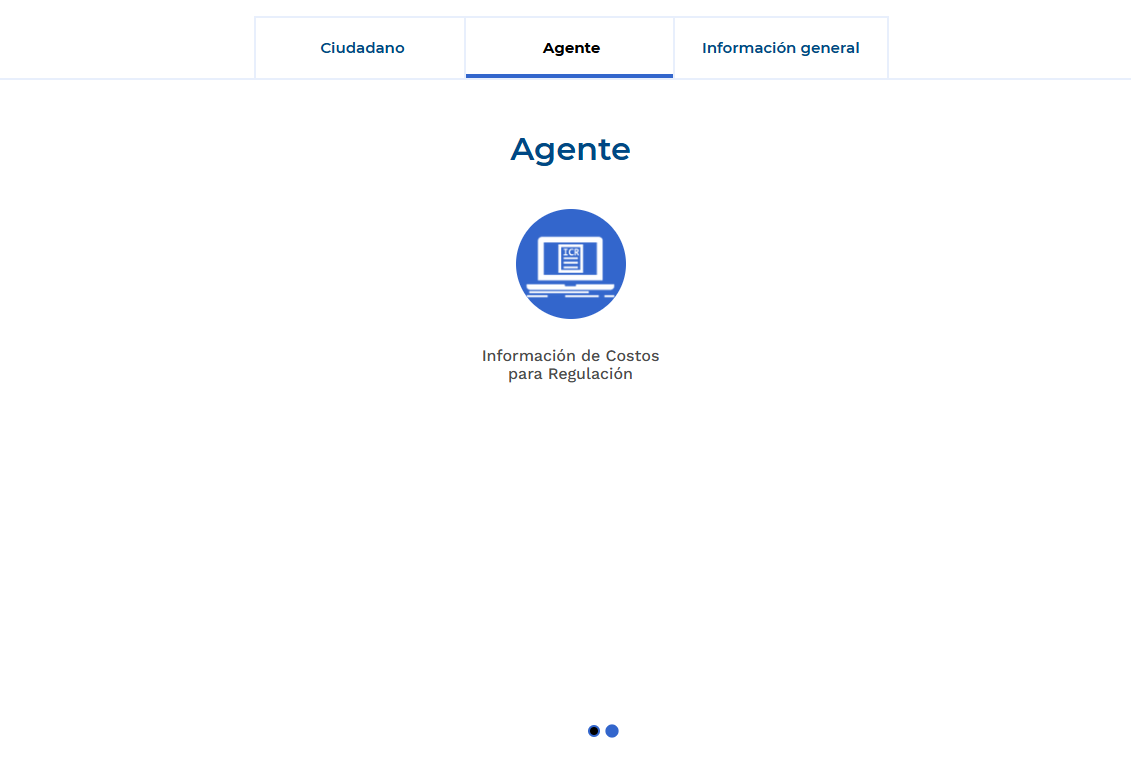 Ciudadano
Agente
Información general
Agente
ICR
Información de Costos
para Regulación